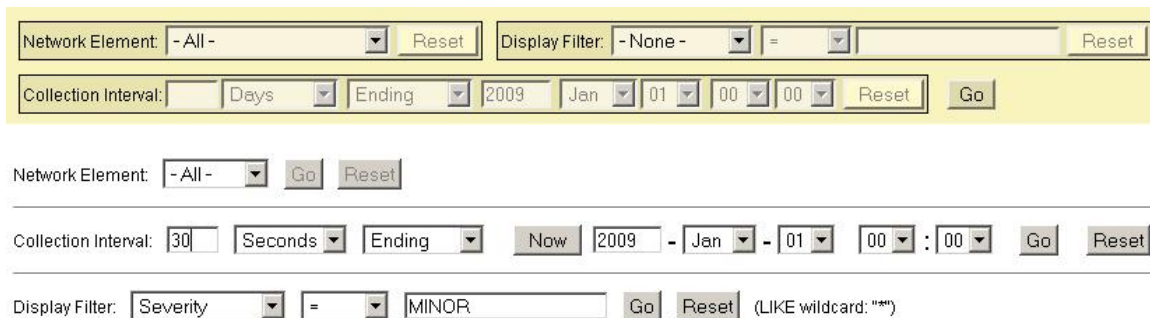 Network Element: - All - Reset Display Filter: - None - = Reset
Collection Interval: Days Ending 2009 Jan 01 00 00 Reset Go
Network Element: - All - Go Reset
Collection Interval: 30 Seconds Ending Now 2009 - Jan - 01 00 : 00 Go Reset
Display Filter: Severity = MINOR Go Reset (LIKE wildcard: "*")